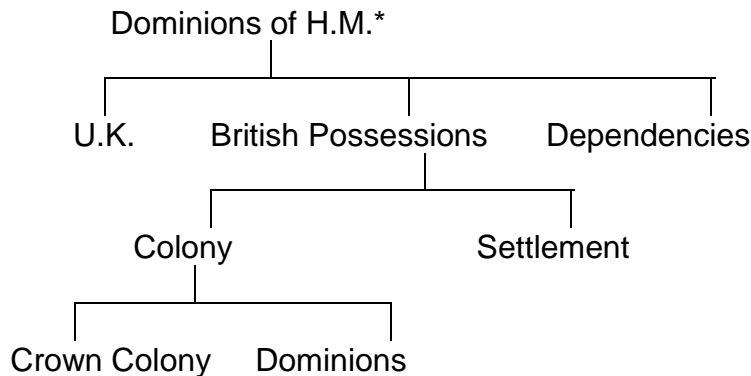 Dominions of H.M.*
U.K. British Possessions Dependencies
Colony Settlement
Crown Colony Dominions